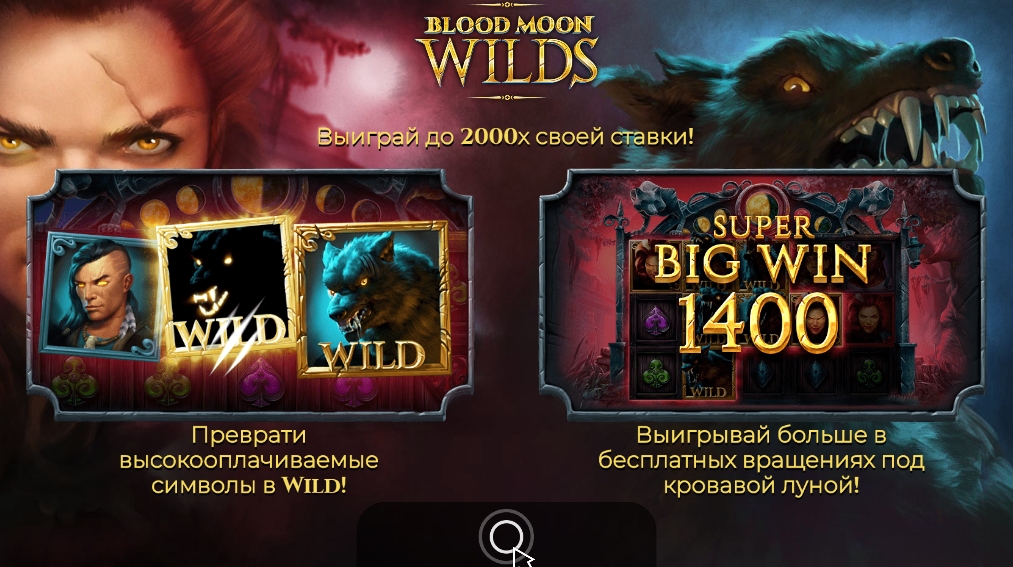 BLOOD MOON
WILDS
Выиграй до 2000x своей ставки!
WILD
WILD
Преврати
высокооплачиваемые
символы в WILD!
SUPER
BIG WIN
1400
WILD
Выигрывай больше в
бесплатных вращениях под
кровавой луной!